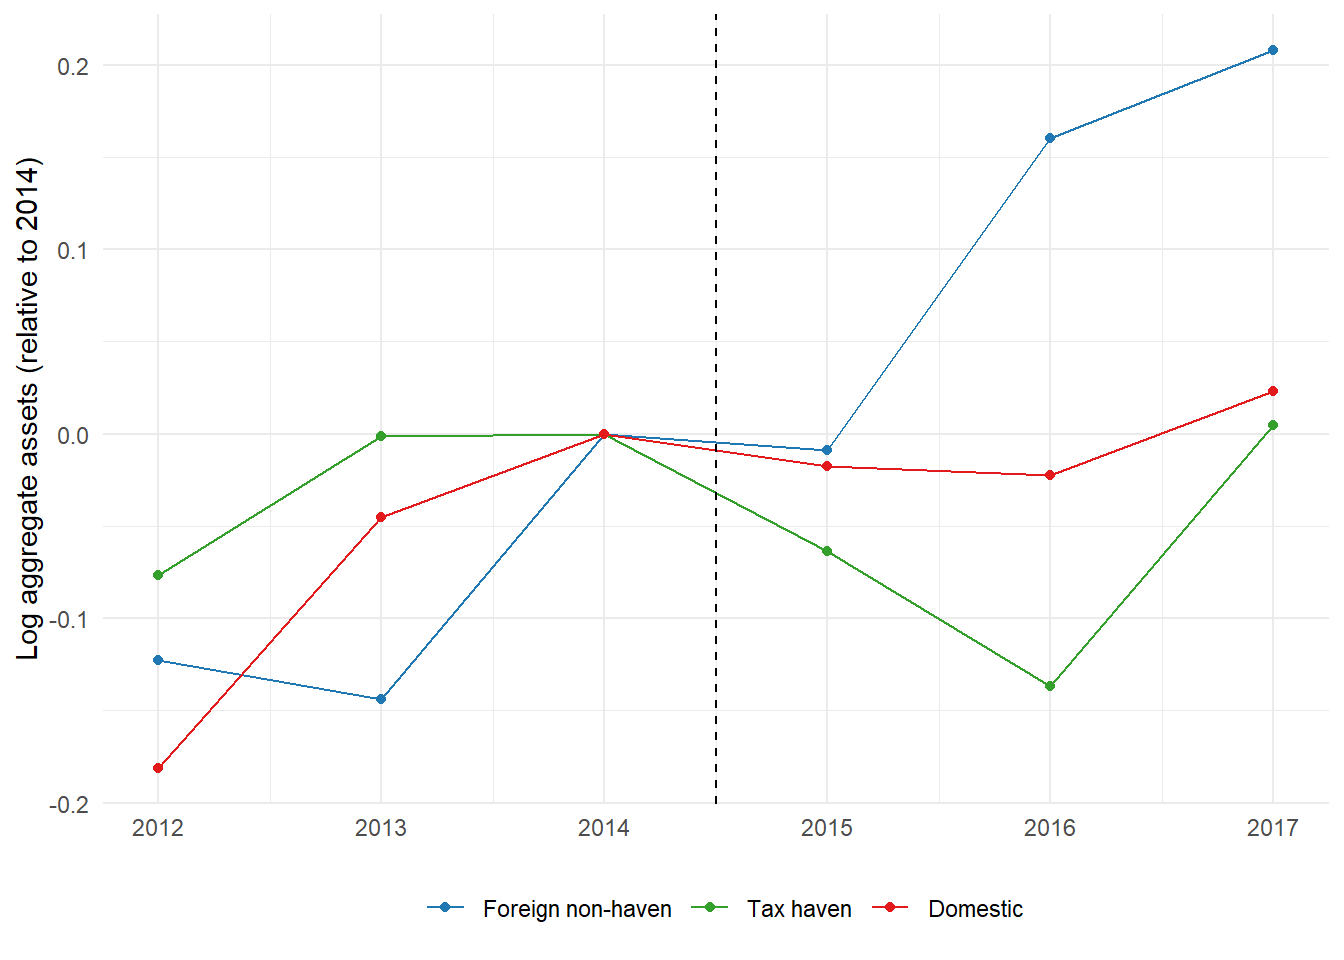 Log aggregate assets (relative to 2014)
0.2
0.1
0.0
-0.1
-0.2
2012 2013 2014 2015 2016 2017
Foreign non-haven Tax haven Domestic